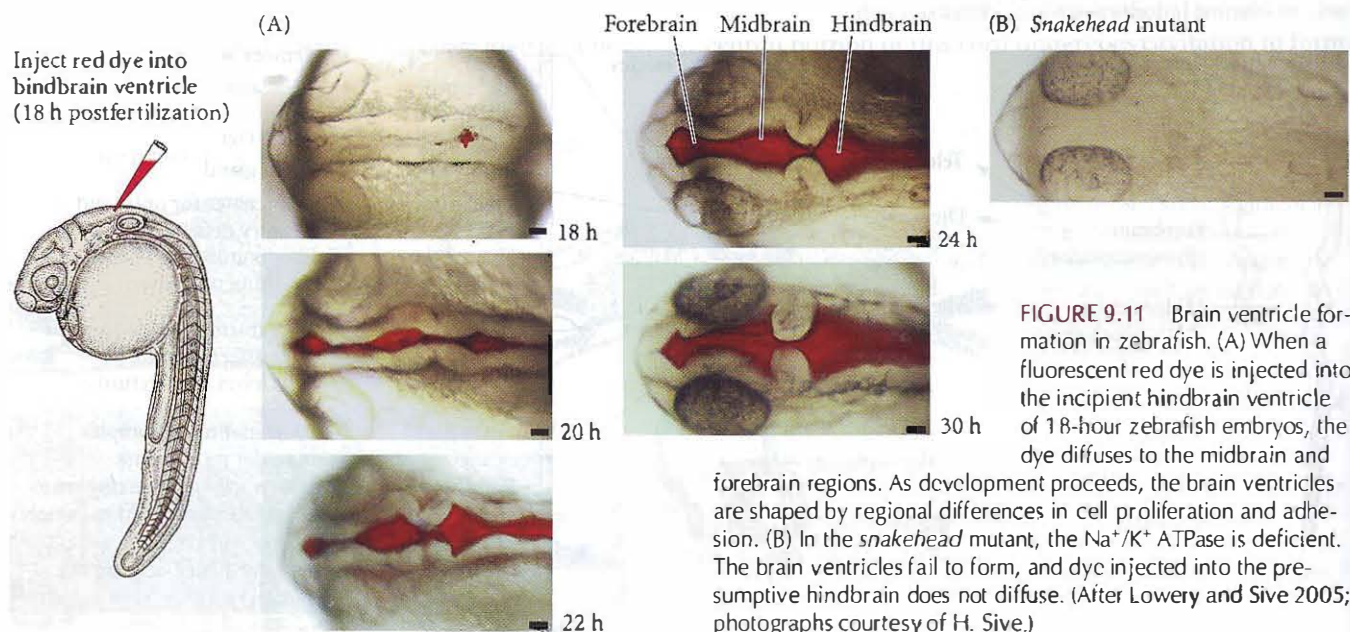 (A)
Forebrain Midbrain Hindbrain
(B) Snakehead mutant
Inject red dye into
bindbrain ventricle
(18 h postfertilization)
18 h
24 h
20 h
30 h
22 h
FIGURE 9.11 Brain ventricle for-
mation in zebrafish. (A) When a
fluorescent red dye is injected into
the incipient hindbrain ventricle
of 18-hour zebrafish embryos, the
dye diffuses to the midbrain and
forebrain regions. As development proceeds, the brain ventricles
are shaped by regional differences in cell proliferation and adhe-
sion. (B) In the snakehead mutant, the Na⁺/K⁺ ATPase is deficient.
The brain ventricles fail to form, and dye injected into the pre-
sumptive hindbrain does not diffuse. (After Lowery and Sive 2005;
photographs courtesy of H. Sive.)